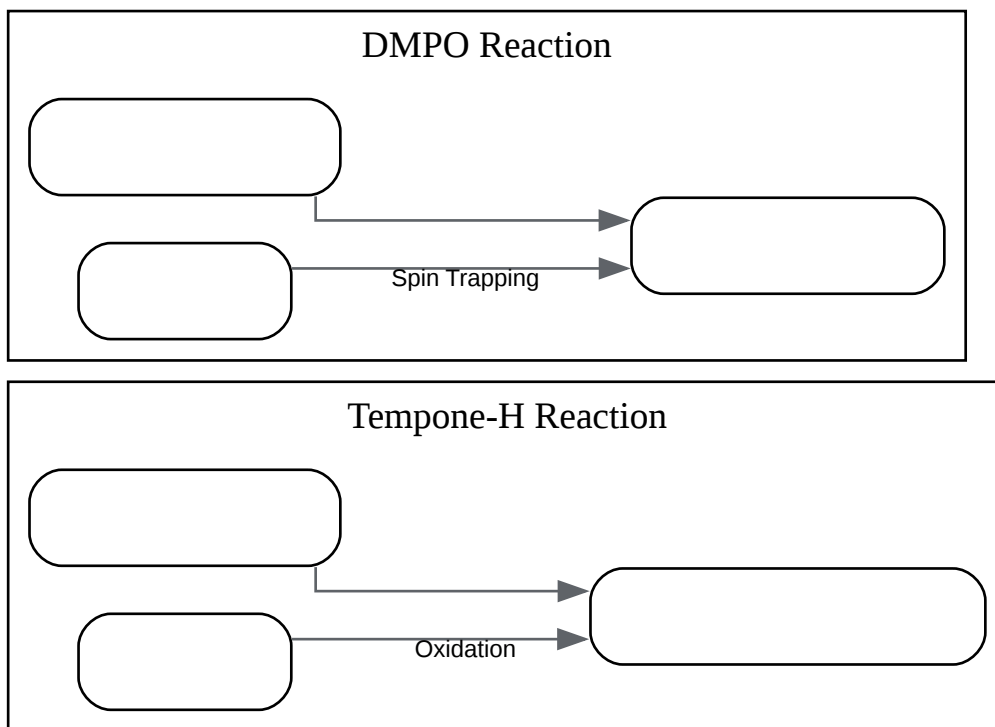 DMPO Reaction
Spin Trapping
Tempone-H Reaction
Oxidation